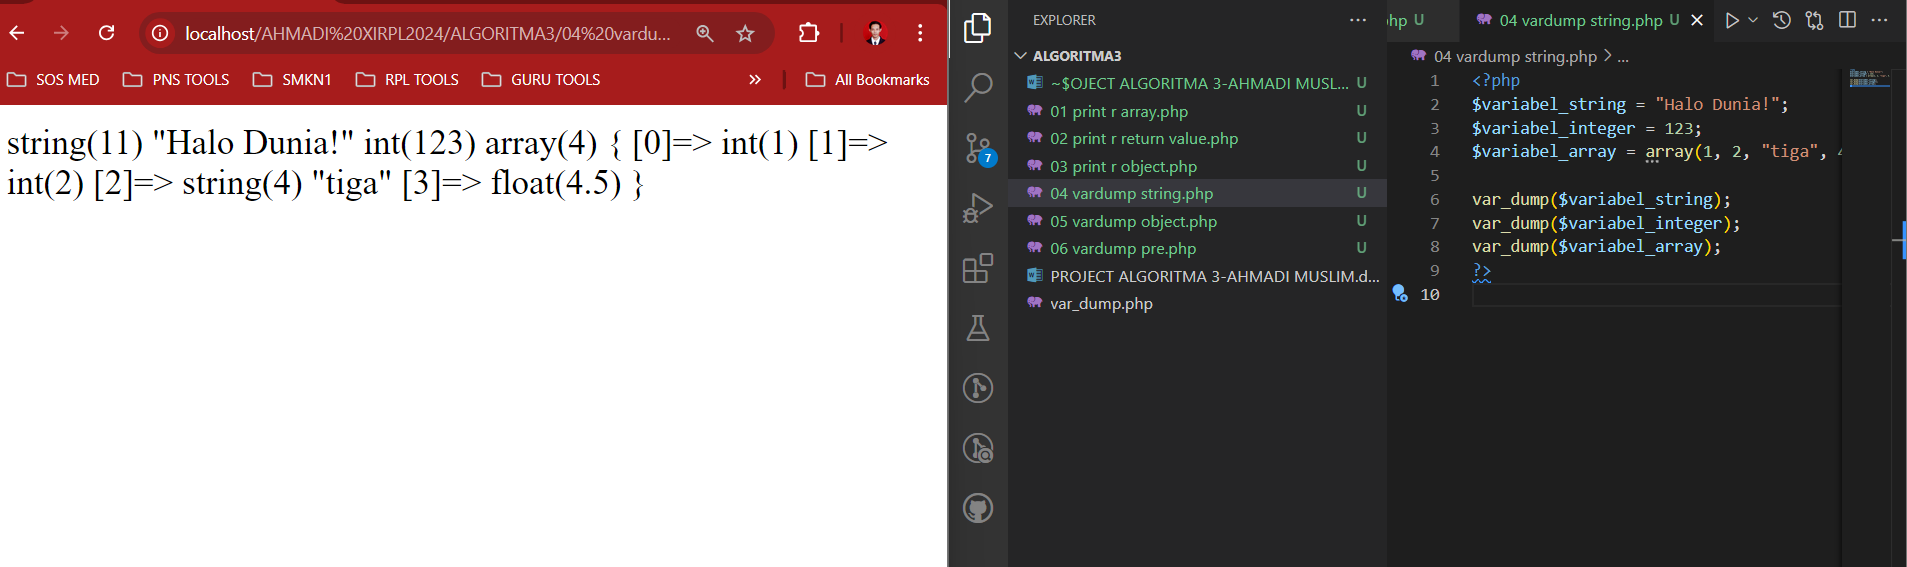 localhost/AHMADI%20XIRPL2024/ALGORITMA3/04%20vardu...
SOS MED PNS TOOLS SMKN1 RPL TOOLS GURU TOOLS » All Bookmarks
string(11) "Halo Dunia!" int(123) array(4) { [0]=> int(1) [1]=>
int(2) [2]=> string(4) "tiga" [3]=> float(4.5) }
EXPLORER
ALGORITMA3
~$OJECT ALGORITMA 3-AHMADI MUSL... U
01 print r array.php U
02 print r return value.php U
03 print r object.php U
04 vardump string.php U
05 vardump object.php U
06 vardump pre.php U
PROJECT ALGORITMA 3-AHMADI MUSLIM.d...
var_dump.php
7
hp U 04 vardump string.php U
04 vardump string.php > ...
1 <?php
2 $variabel_string = "Halo Dunia!";
3 $variabel_integer = 123;
4 $variabel_array = array(1, 2, "tiga", 4
5
6 var_dump($variabel_string);
7 var_dump($variabel_integer);
8 var_dump($variabel_array);
9 ?>
10